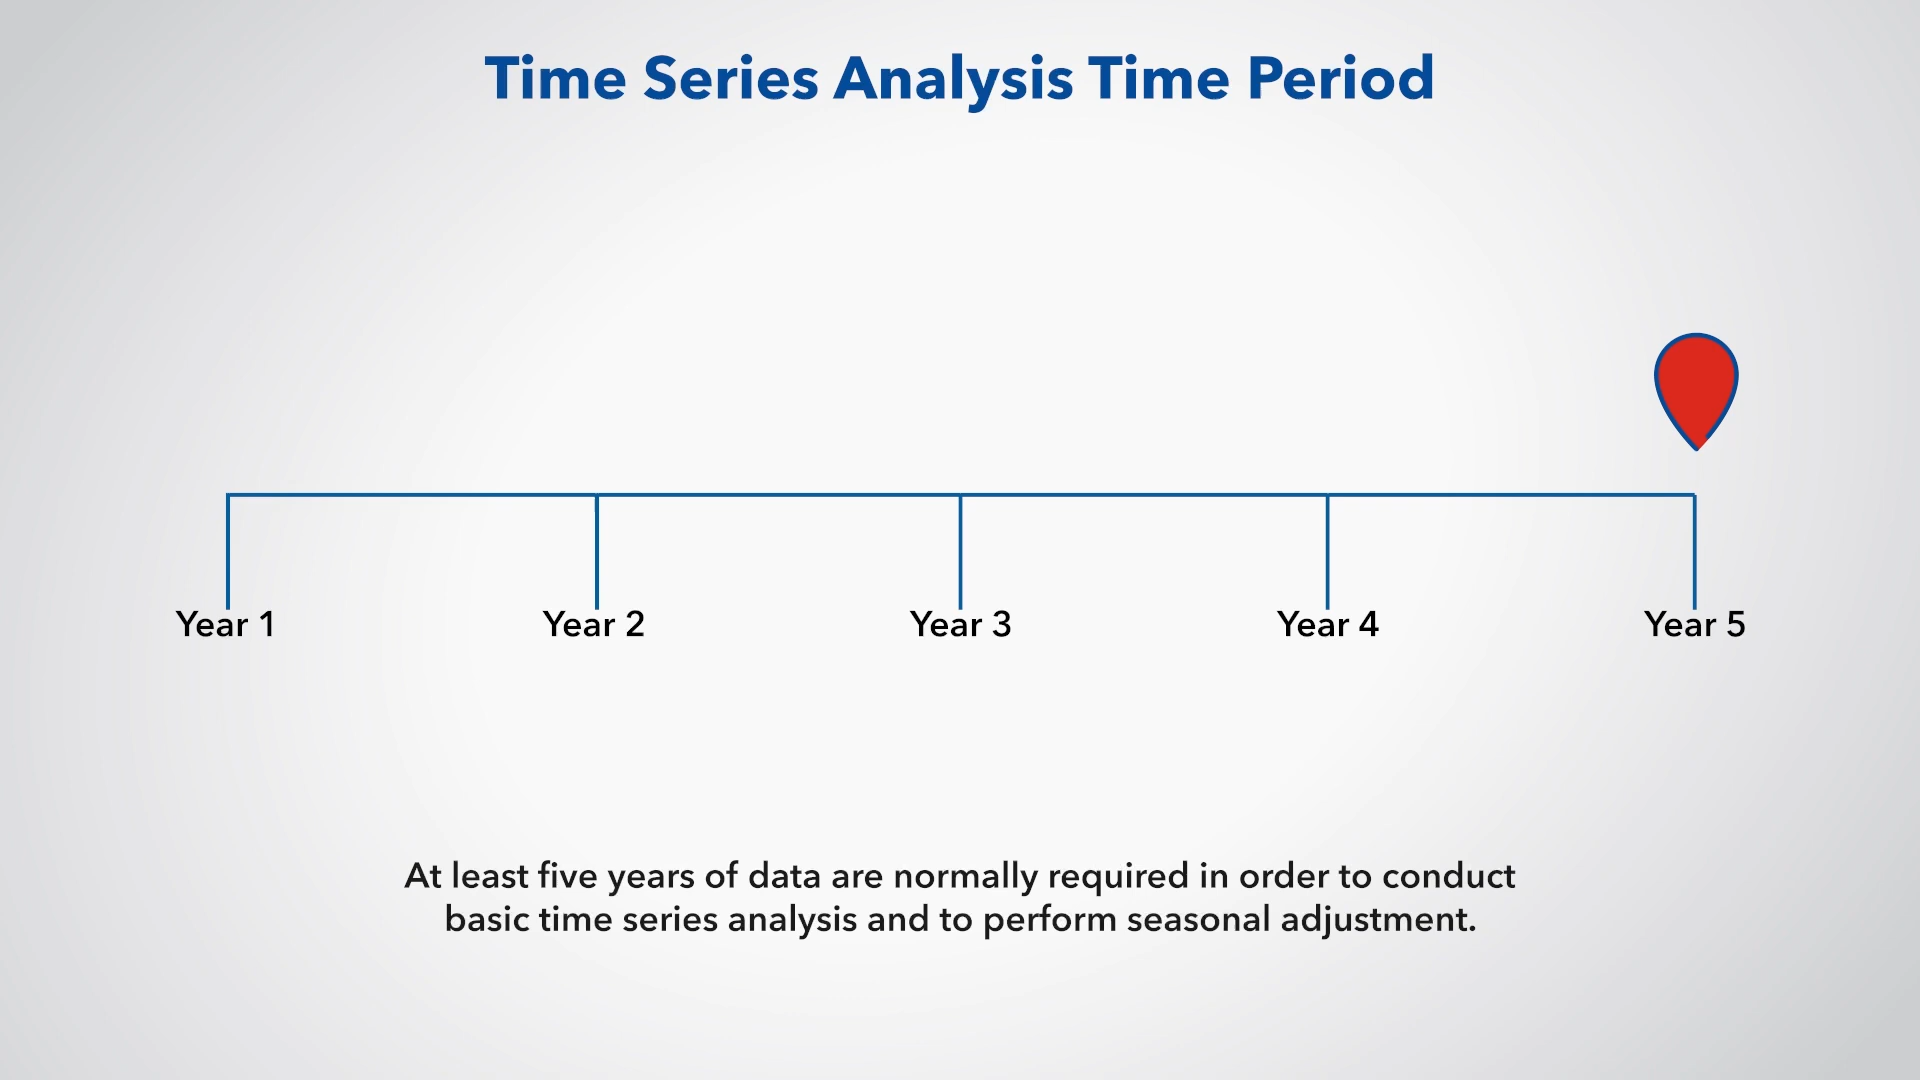 Time Series Analysis Time Period
Year 1
Year 2
Year 3
Year 4
Year 5
At least five years of data are normally required in order to conduct
basic time series analysis and to perform seasonal adjustment.